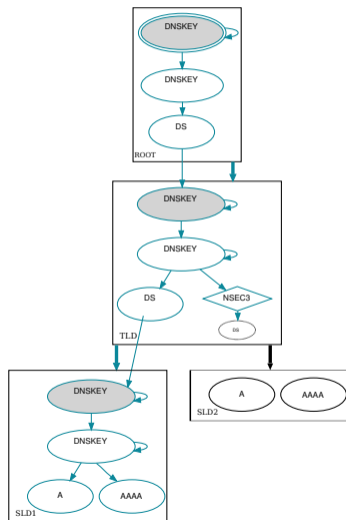 DNSKEY
DNSKEY
DS
ROOT
DNSKEY
DNSKEY
DS
NSEC3
DS
TLD
DNSKEY
A
AAAA
SLD2
DNSKEY
A
AAAA
SLD1